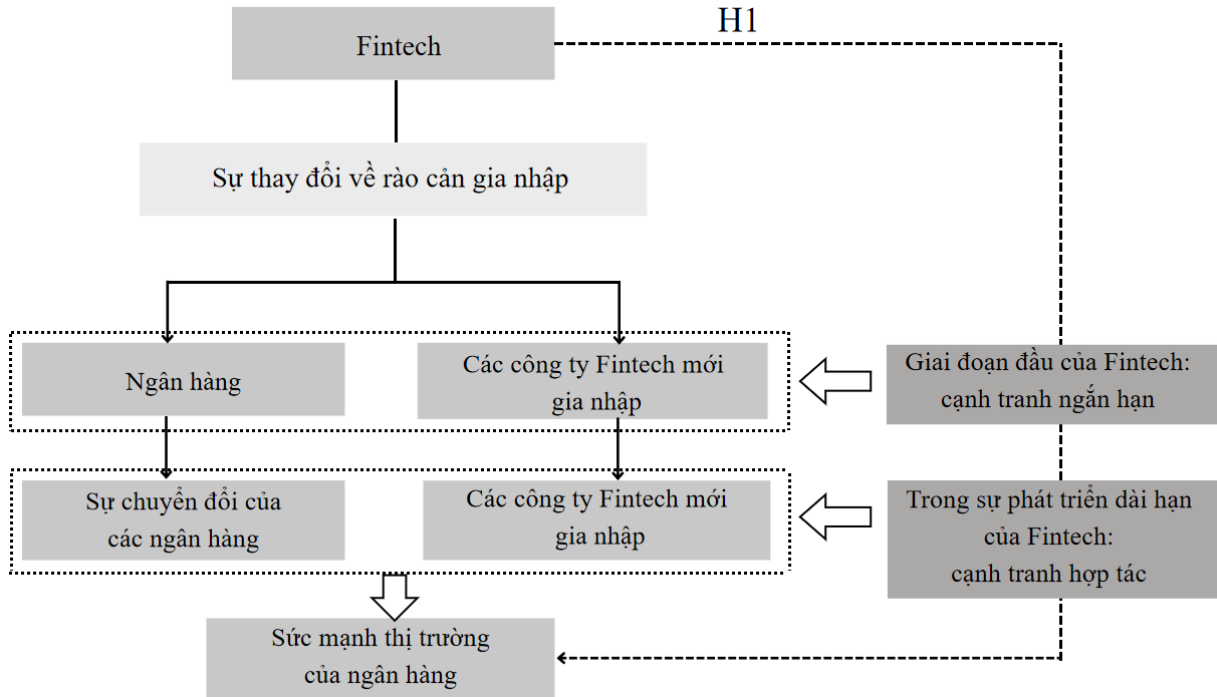 H1
Fintech
Sự thay đổi về rào cản gia nhập
Ngân hàng
Các công ty Fintech mới
gia nhập
Giai đoạn đầu của Fintech:
cạnh tranh ngắn hạn
Sự chuyển đổi của
các ngân hàng
Các công ty Fintech mới
gia nhập
Trong sự phát triển dài hạn
của Fintech:
cạnh tranh hợp tác
Sức mạnh thị trường
của ngân hàng